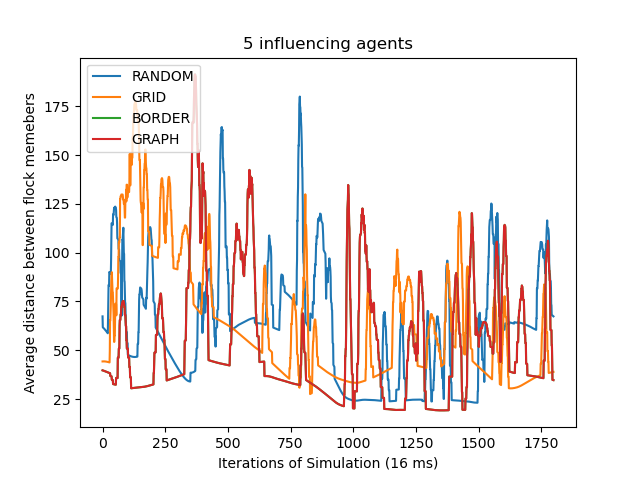 5 influencing agents
RANDOM
GRID
BORDER
GRAPH
Average distance between flock memebers
175
150
125
100
75
50
25
0 250 500 750 1000 1250 1500 1750
Iterations of Simulation (16 ms)